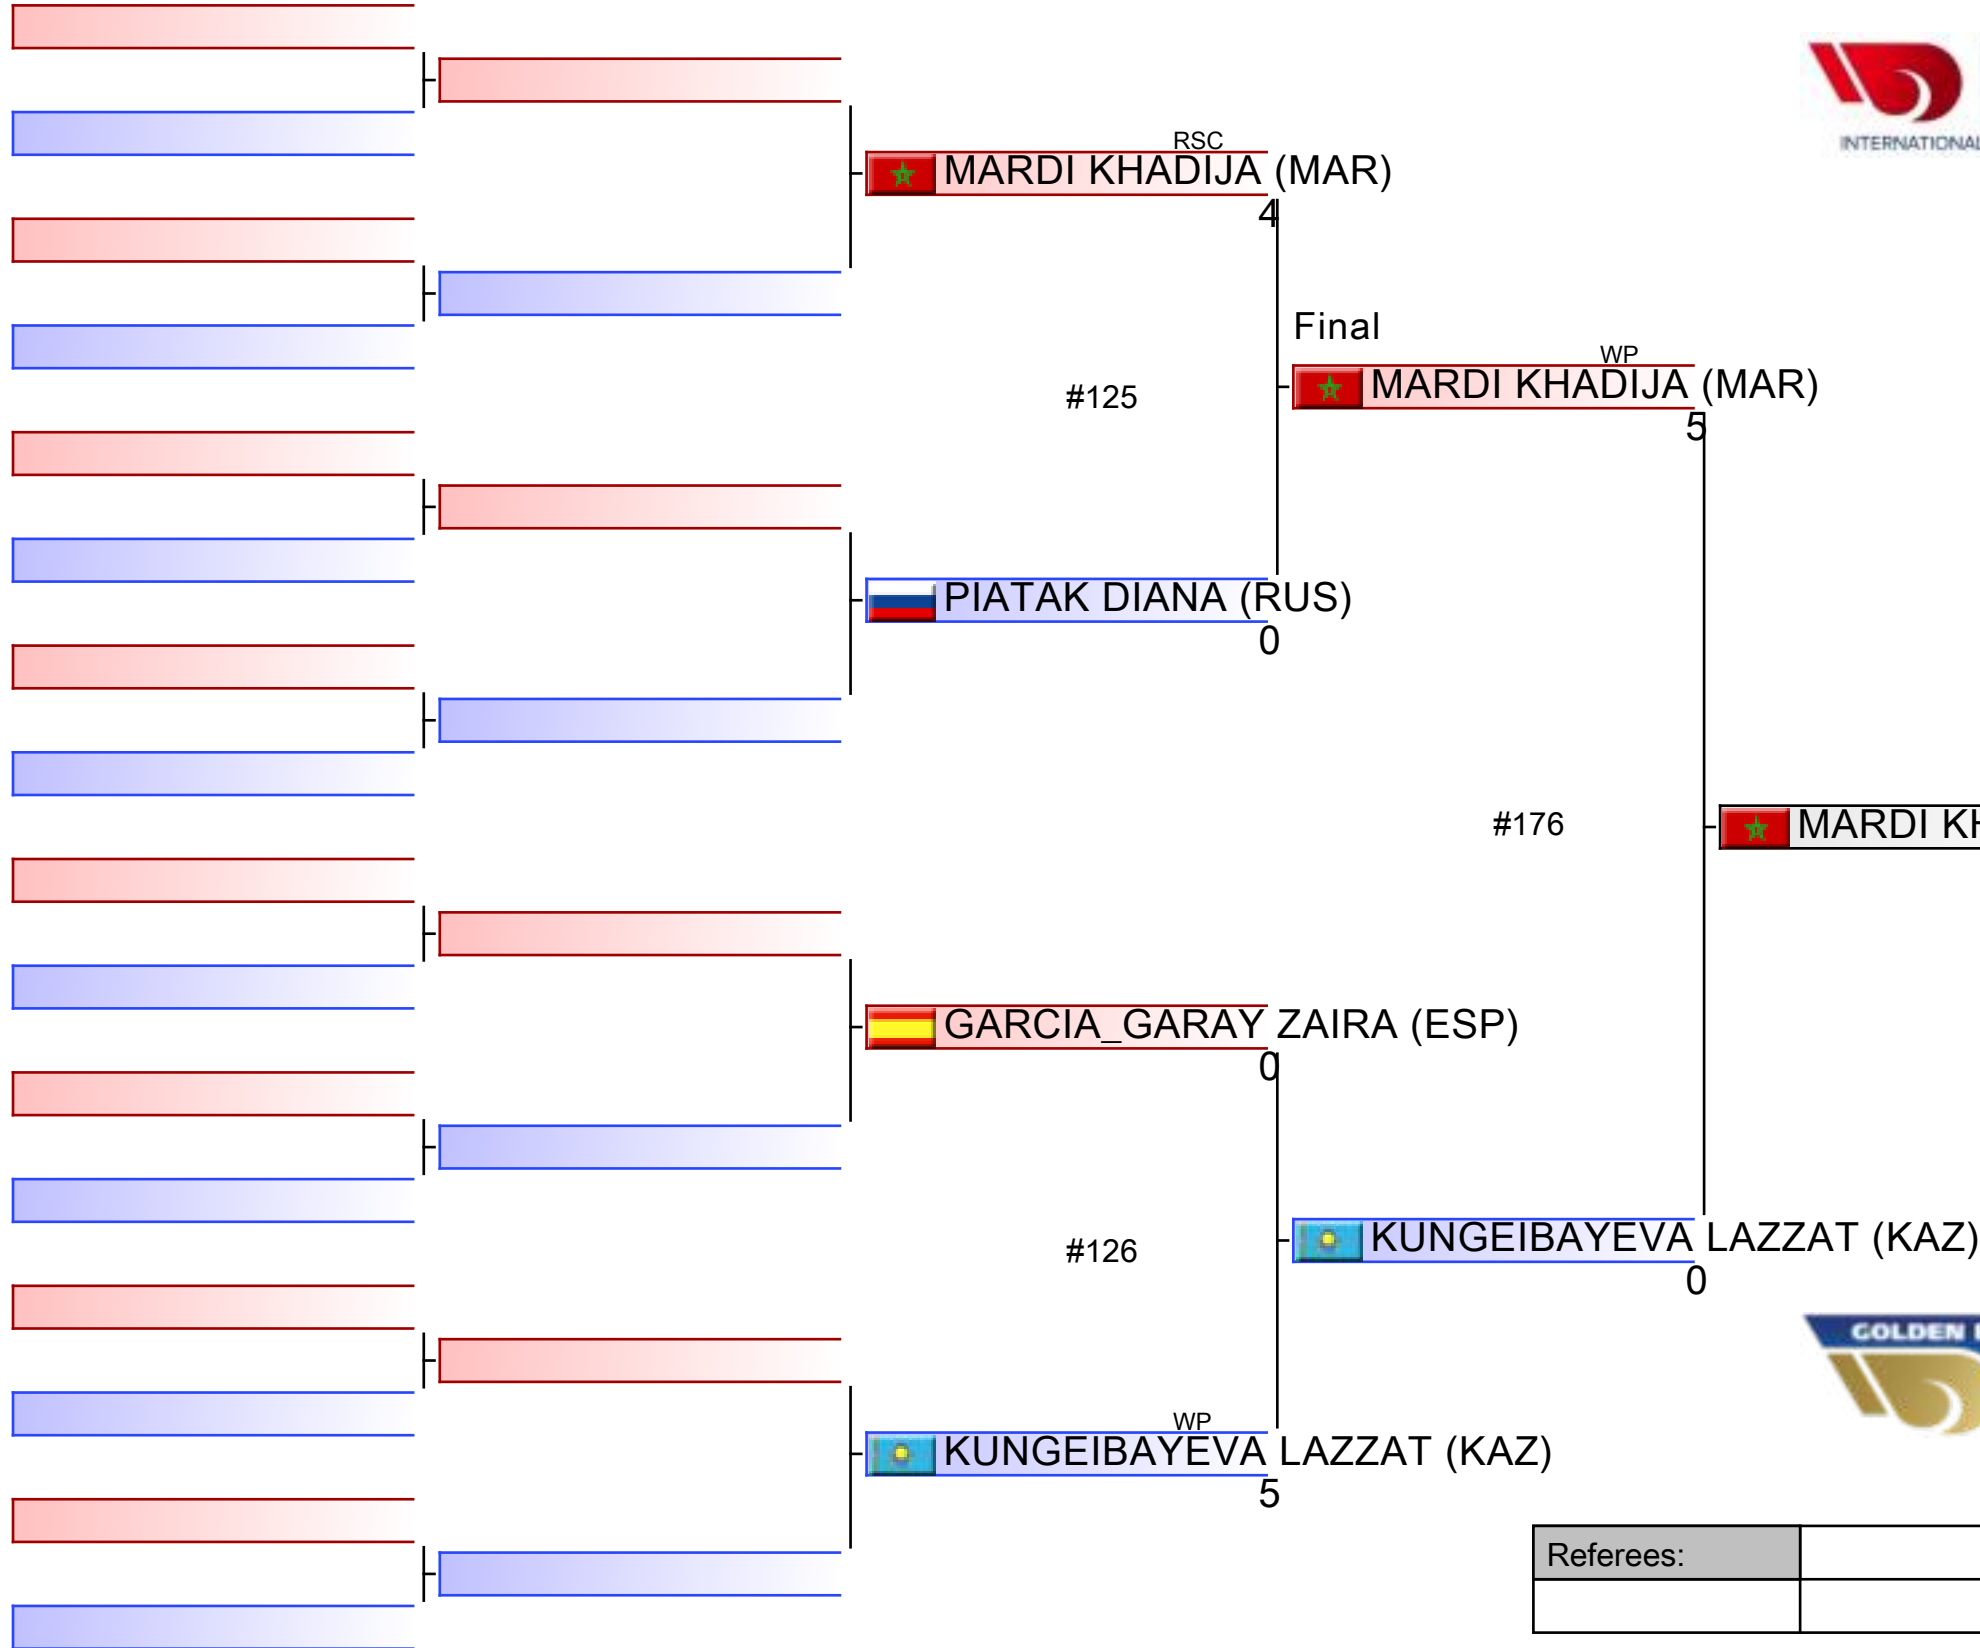 INTERNATIONAL
RSC
MARDI KHADIJA (MAR)
4
Final
WP
MARDI KHADIJA (MAR)
5
#125
PIATAK DIANA (RUS)
0
#176
MARDI KH
GARCIA_GARAY ZAIRA (ESP)
0
#126
KUNGEIBAYEVA LAZZAT (KAZ)
0
GOLDEN
WP
KUNGEIBAYEVA LAZZAT (KAZ)
5
Referees: